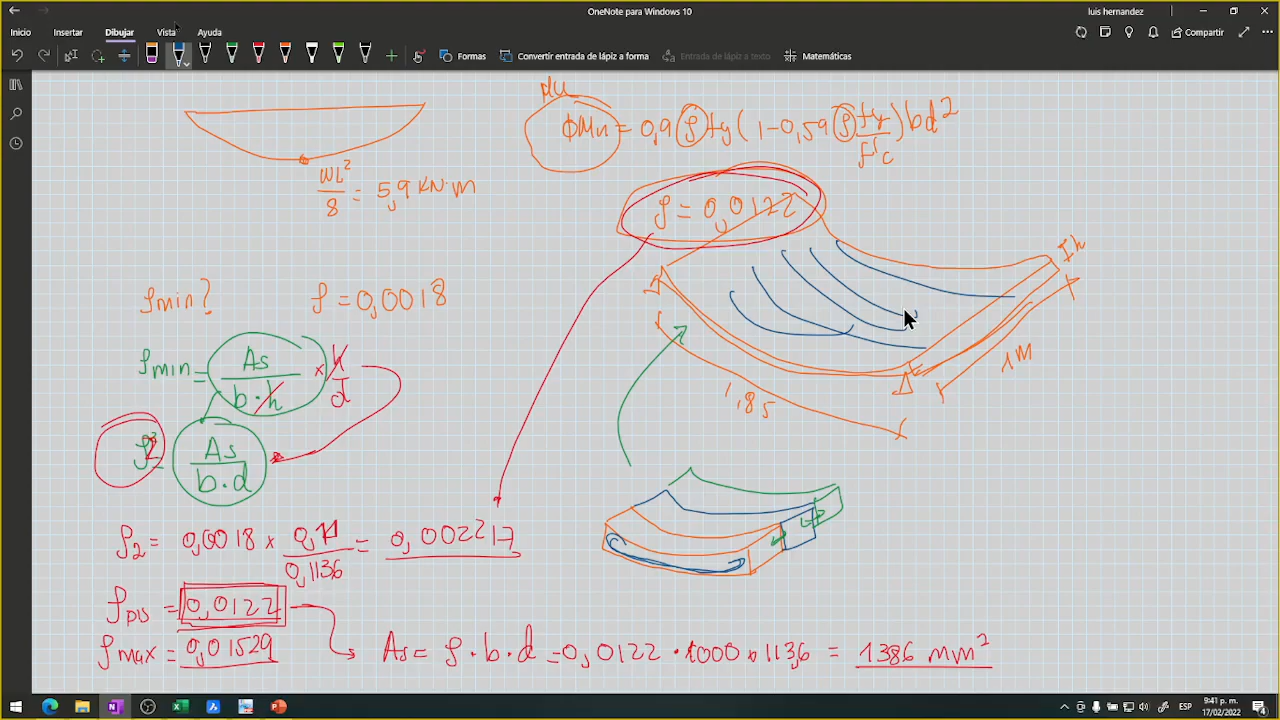 OneNote para Windows 10
luis hernandez
Inicio Insertar Dibujar Vista Ayuda
Compartir
Formas
Convertir entrada de lápiz a forma
Entrada de lápiz a texto
Matemáticas
Mu
ϕMn = 0,9 ρ fy (1-0,59 ρ fy/f'c) bd²
WL²/8 = 5,9 KN·m
ρ = 0,0122
h
ρmin? ρ = 0,0018
1M
ρmin = As/b·h × h/d
1,85
As/b·d
ρ2 = 0,0018 × /0,1136 = 0,002217
ρDIS = 0,0122
ρmax = 0,01529
As = ρ·b·d = 0,0122 · 1000 · 113,6 = 1386 mm²
ESP
9:41 p. m.
17/02/2022
4